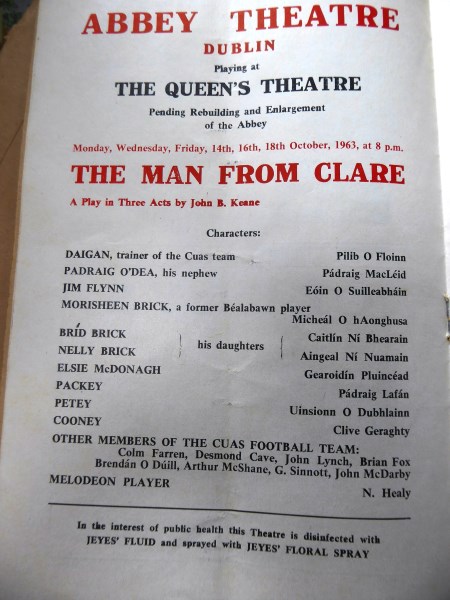 ABBEY THEATRE
DUBLIN
Playing at
THE QUEEN'S THEATRE
Pending Rebuilding and Enlargement
of the Abbey
Monday, Wednesday, Friday, 14th, 16th, 18th October, 1963, at 8 p.m.
THE MAN FROM CLARE
A Play in Three Acts by John B. Keane
Characters:
DAIGAN, trainer of the Cuas team Pilib O Floinn
PADRAIG O'DEA, his nephew Pádraig MacLéid
JIM FLYNN Eóin O Suilleabháin
MORISHEEN BRICK, a former Béalabawn player
Micheál O hAonghusa
BRÍD BRICK his daughters Caitlín Ní Bhearain
NELLY BRICK Aingeal Ní Nuamain
ELSIE McDONAGH Gearoidín Pluincéad
PACKEY Pádraig Lafán
PETEY Uinsionn O Dubhlainn
COONEY Clive Geraghty
OTHER MEMBERS OF THE CUAS FOOTBALL TEAM:
Colm Farren, Desmond Cave, John Lynch, Brian Fox
Brendán O Dúill, Arthur McShane, G. Sinnott, John McDarby
MELODEON PLAYER N. Healy
In the interest of public health this Theatre is disinfected with
JEYES' FLUID and sprayed with JEYES' FLORAL SPRAY